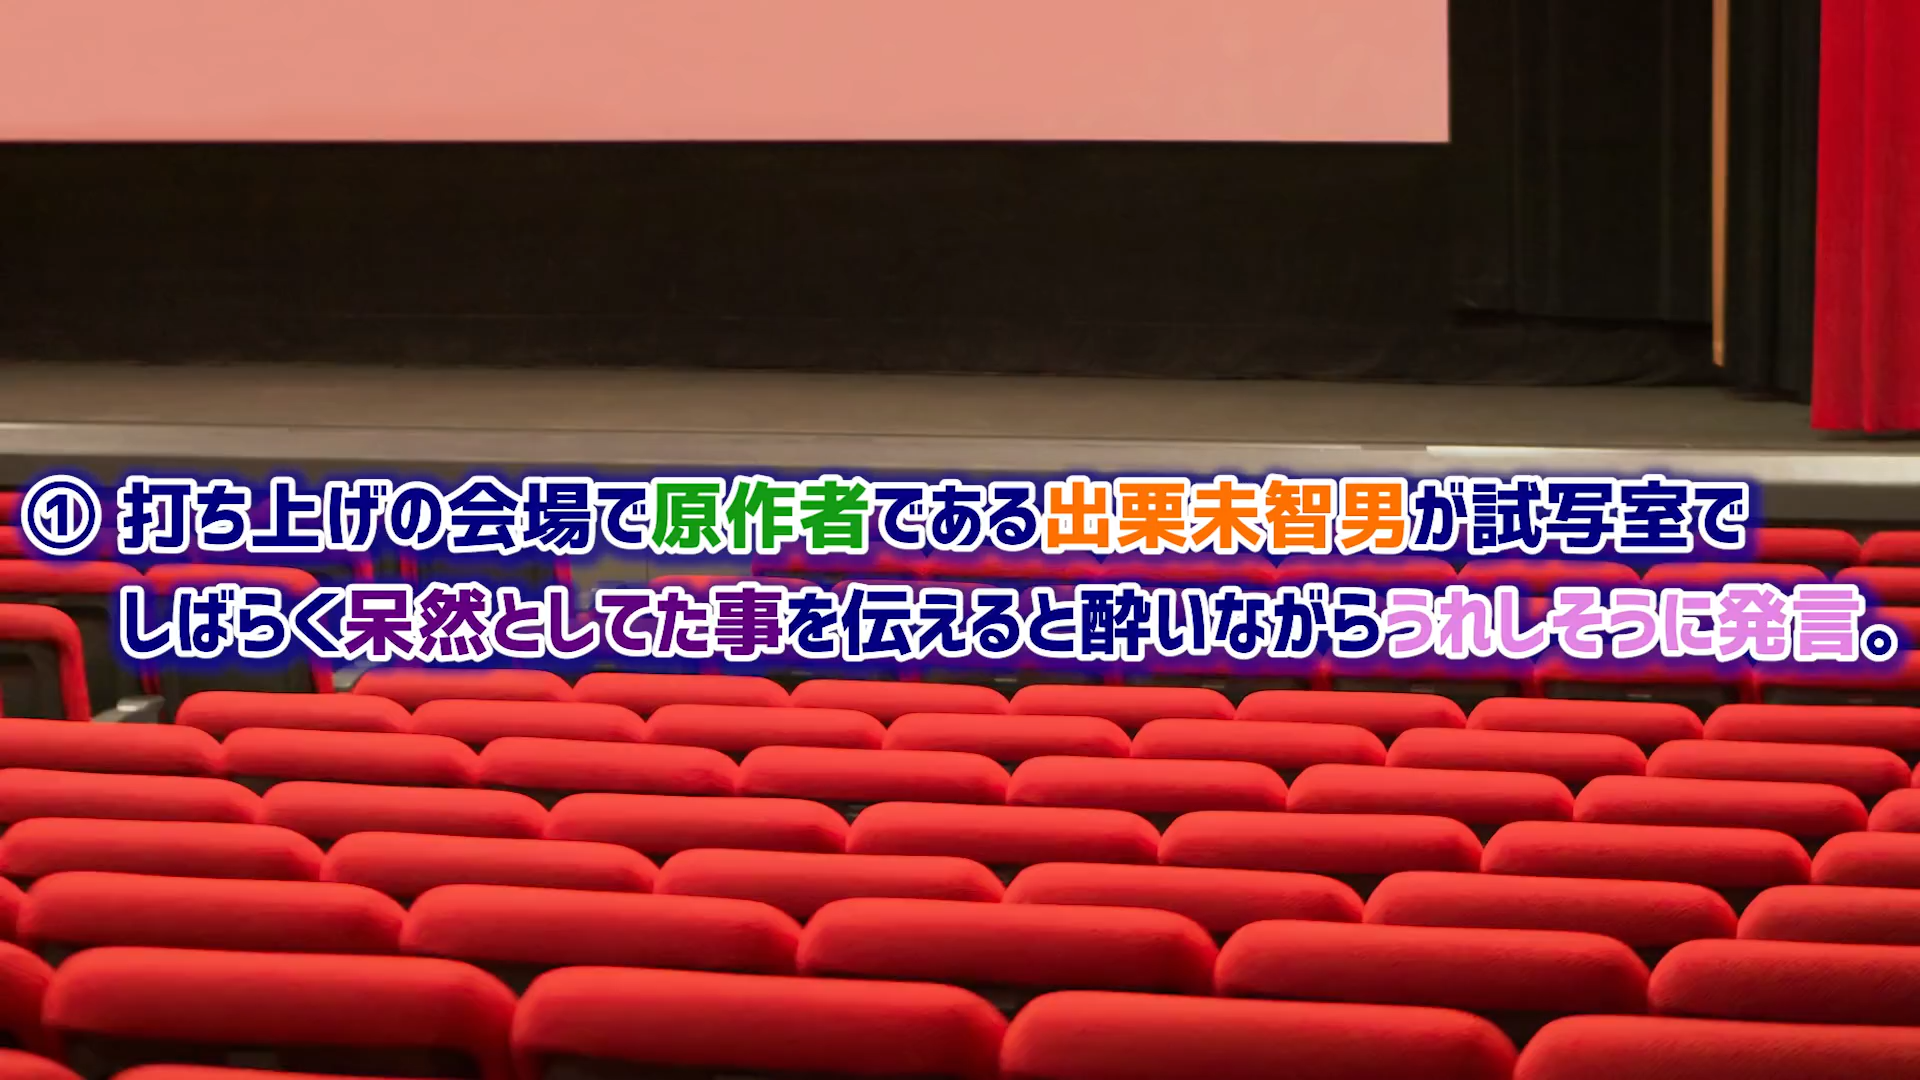 ① 打ち上げの会場で原作者である出栗未智男が試写室で
しばらく呆然としてた事を伝えると酔いながらうれしそうに発言。